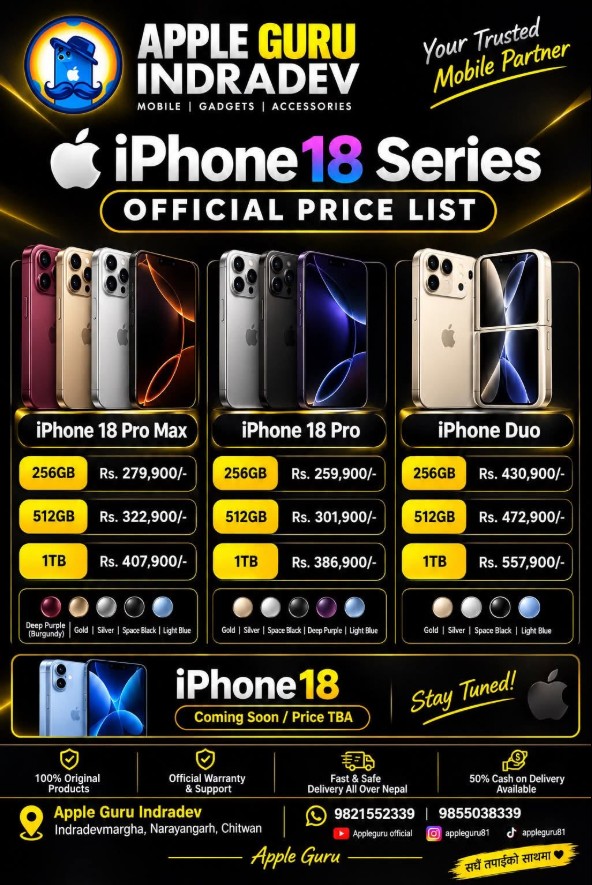 APPLE GURU
INDRADEV
MOBILE | GADGETS | ACCESSORIES
Your Trusted
Mobile Partner
iPhone 18 Series
OFFICIAL PRICE LIST
iPhone 18 Pro Max
256GB Rs. 279,900/-
512GB Rs. 322,900/-
1TB Rs. 407,900/-
Deep Purple (Burgundy) | Gold | Silver | Space Black | Light Blue
iPhone 18 Pro
256GB Rs. 259,900/-
512GB Rs. 301,900/-
1TB Rs. 386,900/-
Gold | Silver | Space Black | Deep Purple | Light Blue
iPhone Duo
256GB Rs. 430,900/-
512GB Rs. 472,900/-
1TB Rs. 557,900/-
Gold | Silver | Space Black | Light Blue
iPhone 18
Coming Soon / Price TBA
Stay Tuned!
100% Original
Products
Official Warranty
& Support
Fast & Safe
Delivery All Over Nepal
50% Cash on Delivery
Available
Apple Guru Indradev
Indradevmargha, Narayangarh, Chitwan
9821552339 | 9855038339
Appleguru official appleguru81 appleguru81
Apple Guru
सधैं तपाईको साथमा